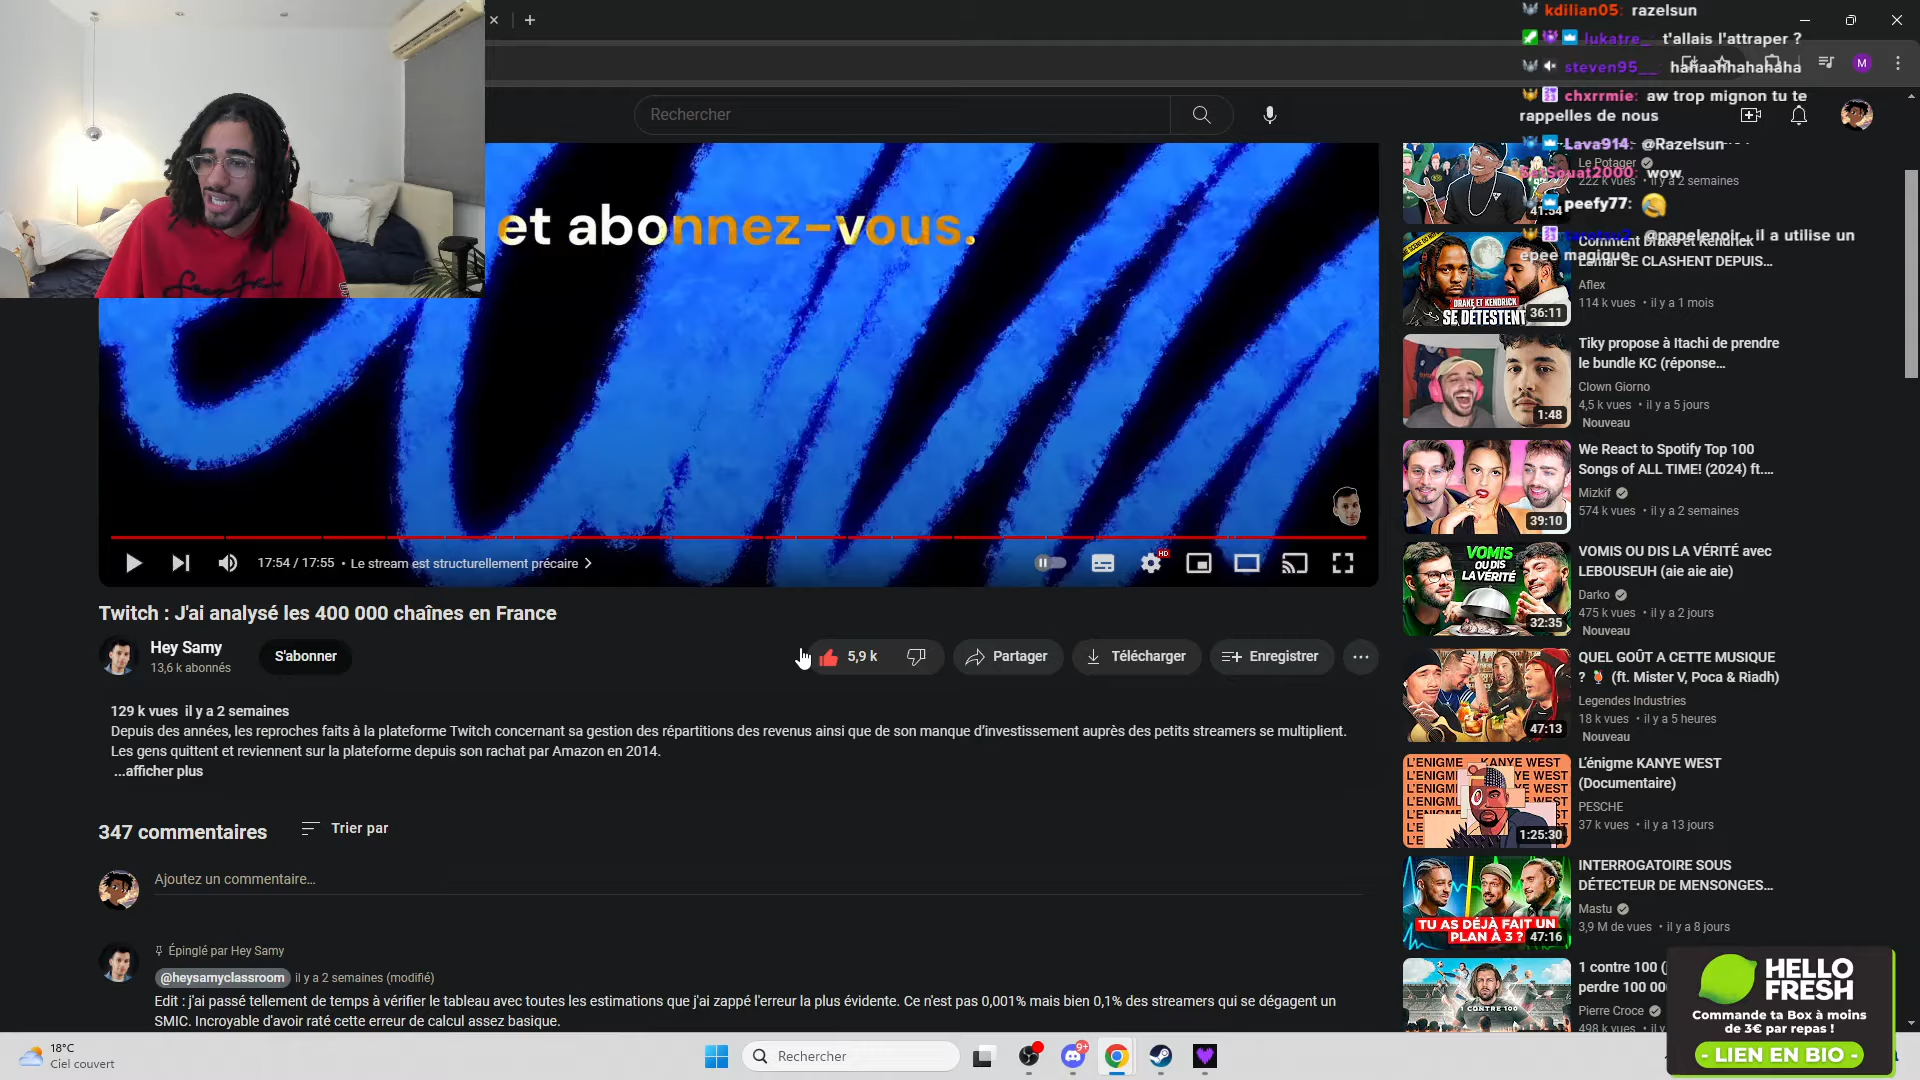 kdilian05: razelsun
lukatre_: t'allais l'attraper ?
steven95__: hahaahhahahaha
chxrrmie: aw trop mignon tu te
rappelles de nous
Lava914: @Razelsun
wow
peefy77:
@papelenoir_ il a utilise un
epee magique
Rechercher
M
et abonnez-vous.
17:54 / 17:55 • Le stream est structurellement précaire
HD
Twitch : J'ai analysé les 400 000 chaînes en France
Hey Samy
13,6 k abonnés
S'abonner
5,9 k
Partager
Télécharger
Enregistrer
129 k vues il y a 2 semaines
Depuis des années, les reproches faits à la plateforme Twitch concernant sa gestion des répartitions des revenus ainsi que de son manque d'investissement auprès des petits streamers se multiplient.
Les gens quittent et reviennent sur la plateforme depuis son rachat par Amazon en 2014.
...afficher plus
347 commentaires
Trier par
Ajoutez un commentaire...
Épinglé par Hey Samy
@heysamyclassroom il y a 2 semaines (modifié)
Edit : j'ai passé tellement de temps à vérifier le tableau avec toutes les estimations que j'ai zappé l'erreur la plus évidente. Ce n'est pas 0,001% mais bien 0,1% des streamers qui se dégagent un
SMIC. Incroyable d'avoir raté cette erreur de calcul assez basique.
Le Potager
222 k vues • il y a 2 semaines
41:54
Comment Drake et Kendrick
Lamar SE CLASHENT DEPUIS...
Aflex
114 k vues • il y a 1 mois
DRAKE ET KENDRICK
SE DÉTESTENT
36:11
Tiky propose à Itachi de prendre
le bundle KC (réponse...
Clown Giorno
4,5 k vues • il y a 5 jours
Nouveau
1:48
We React to Spotify Top 100
Songs of ALL TIME! (2024) ft....
Mizkif
574 k vues • il y a 2 semaines
39:10
VOMIS OU DIS LA VÉRITÉ avec
LEBOUSEUH (aie aie aie)
Darko
475 k vues • il y a 2 jours
Nouveau
VOMIS
OU DIS
LA VÉRITÉ
32:35
QUEL GOÛT A CETTE MUSIQUE
? (ft. Mister V, Poca & Riadh)
Legendes Industries
18 k vues • il y a 5 heures
Nouveau
47:13
L'énigme KANYE WEST
(Documentaire)
PESCHE
37 k vues • il y a 13 jours
L'ENIGME KANYE WEST
1:25:30
INTERROGATOIRE SOUS
DÉTECTEUR DE MENSONGES...
Mastu
3,9 M de vues • il y a 8 jours
TU AS DÉJÀ FAIT UN
PLAN À 3 ?
47:16
1 contre 100
perdre 100 00
Pierre Croce
498 k vues • il y
1 CONTRE 100
HELLO
FRESH
Commande ta Box à moins
de 3€ par repas !
- LIEN EN BIO -
18°C
Ciel couvert
Rechercher
9+